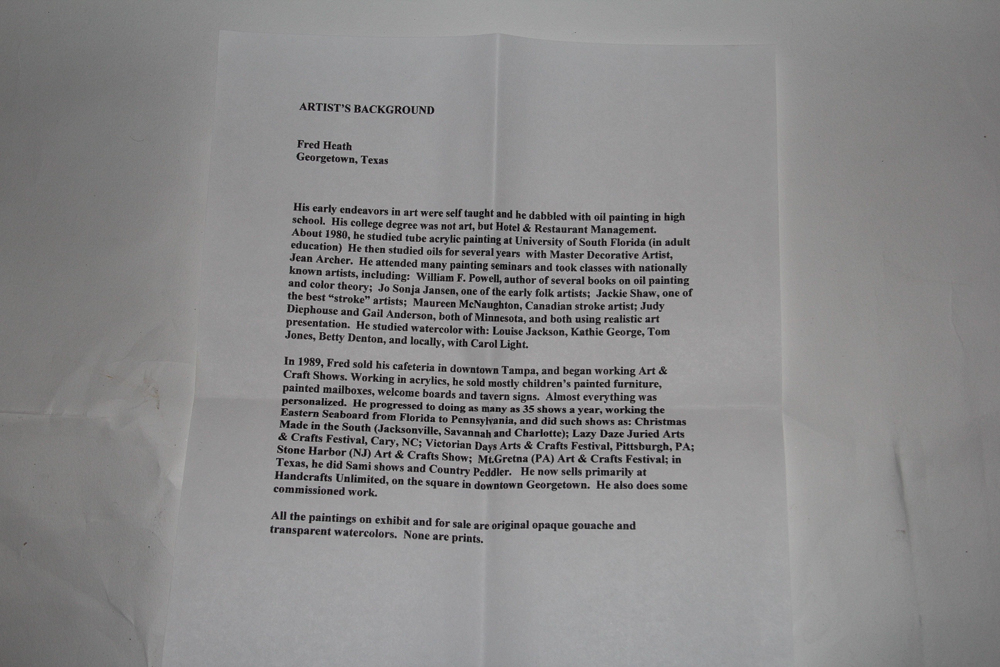 ARTIST'S BACKGROUND
Fred Heath
Georgetown, Texas
His early endeavors in art were self taught and he dabbled with oil painting in high
school.  His college degree was not art, but Hotel & Restaurant Management.
About 1980, he studied tube acrylic painting at University of South Florida (in adult
education)  He then studied oils for several years  with Master Decorative Artist,
Jean Archer.  He attended many painting seminars and took classes with nationally
known artists, including:  William F. Powell, author of several books on oil painting
and color theory;  Jo Sonja Jansen, one of the early folk artists;  Jackie Shaw, one of
the best “stroke” artists;  Maureen McNaughton, Canadian stroke artist; Judy
Diephouse and Gail Anderson, both of Minnesota, and both using realistic art
presentation.  He studied watercolor with: Louise Jackson, Kathie George, Tom
Jones, Betty Denton, and locally, with Carol Light.
In 1989, Fred sold his cafeteria in downtown Tampa, and began working Art &
Craft Shows. Working in acrylics, he sold mostly children's painted furniture,
painted mailboxes, welcome boards and tavern signs.  Almost everything was
personalized.  He progressed to doing as many as 35 shows a year, working the
Eastern Seaboard from Florida to Pennsylvania, and did such shows as: Christmas
Made in the South (Jacksonville, Savannah and Charlotte); Lazy Daze Juried Arts
& Crafts Festival, Cary, NC; Victorian Days Arts & Crafts Festival, Pittsburgh, PA;
Stone Harbor (NJ) Art & Crafts Show;  Mt.Gretna (PA) Art & Crafts Festival; in
Texas, he did Sami shows and Country Peddler.   He now sells primarily at
Handcrafts Unlimited, on the square in downtown Georgetown.  He also does some
commissioned work.
All the paintings on exhibit and for sale are original opaque gouache and
transparent watercolors.  None are prints.